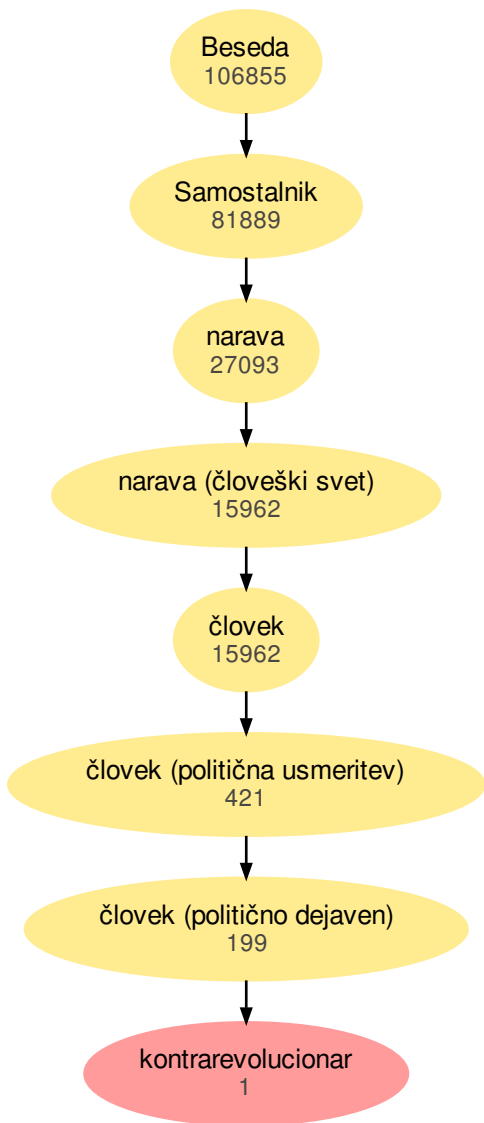 Beseda
106855
Samostalnik
81889
narava
27093
narava (človeški svet)
15962
človek
15962
človek (politična usmeritev)
421
človek (politično dejaven)
199
kontrarevolucionar
1